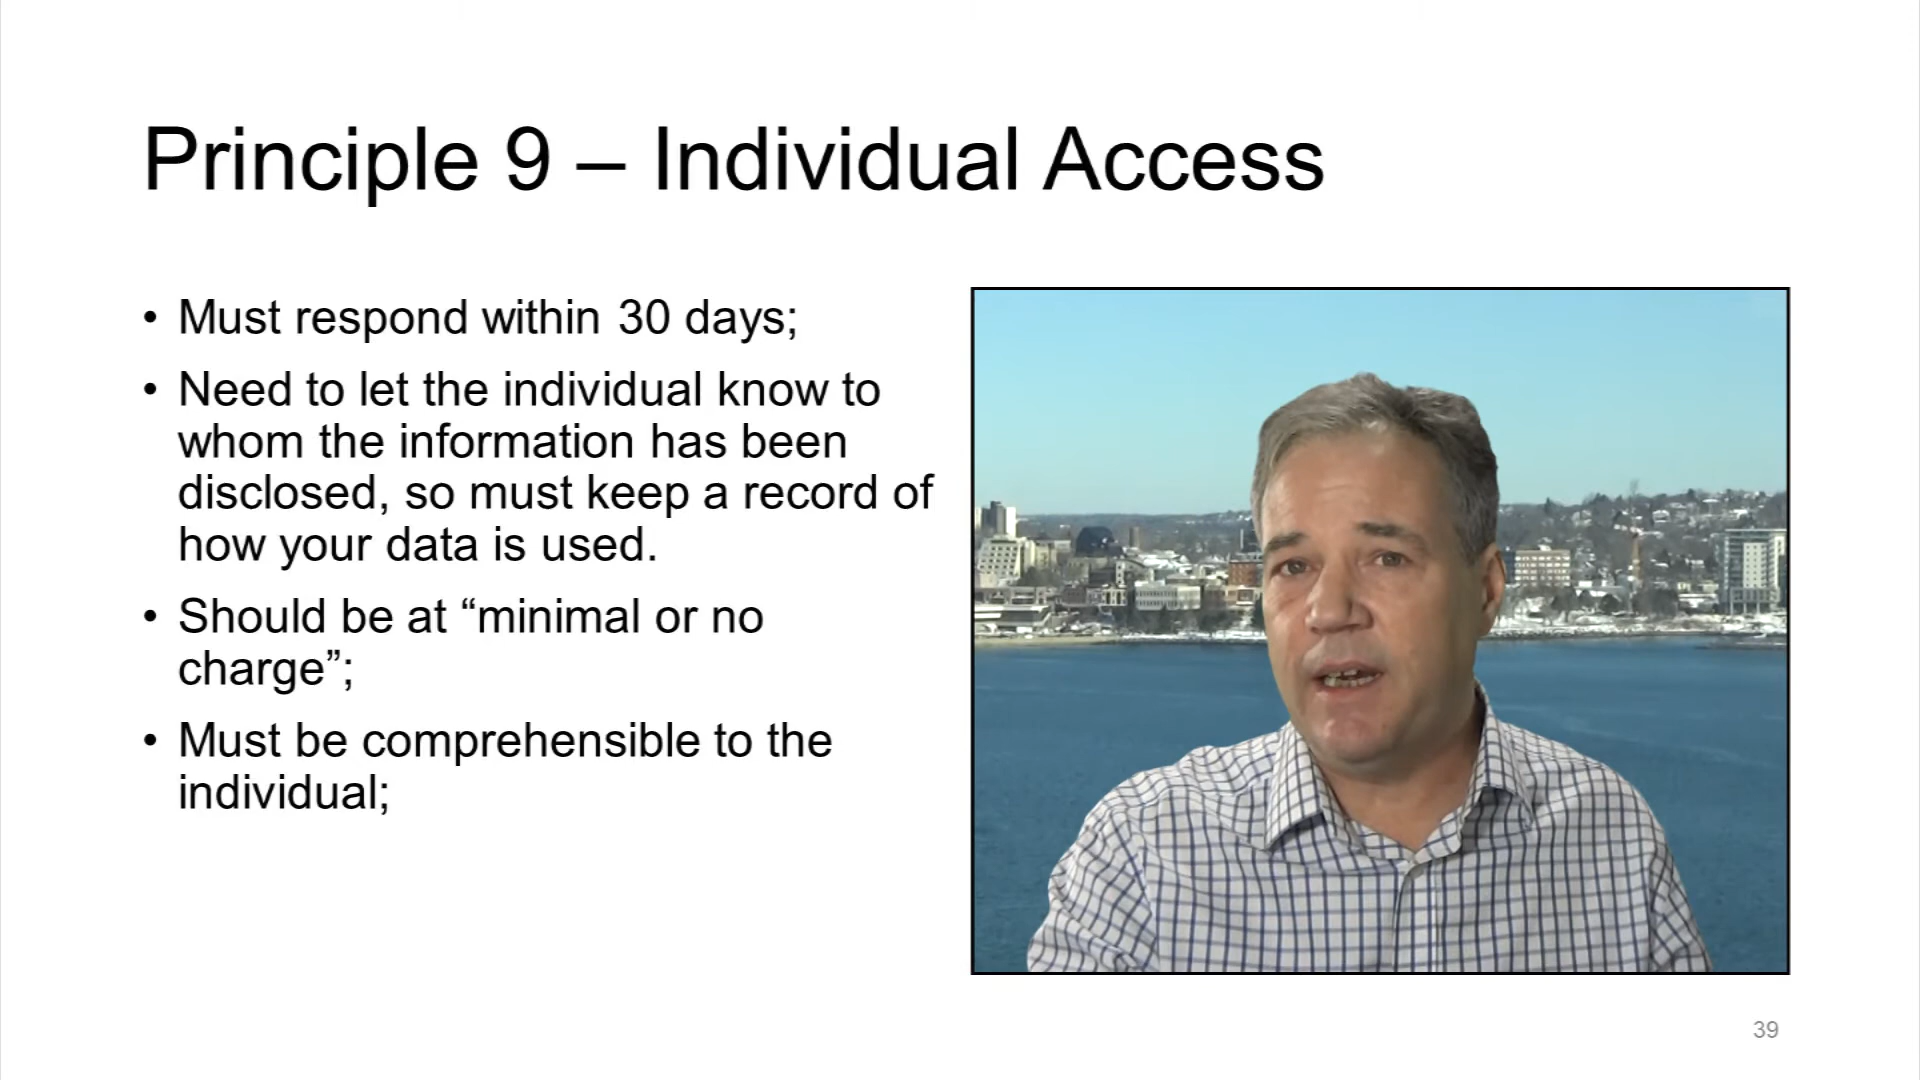 Principle 9 – Individual Access
• Must respond within 30 days;
• Need to let the individual know to
whom the information has been
disclosed, so must keep a record of
how your data is used.
• Should be at “minimal or no
charge”;
• Must be comprehensible to the
individual;
39